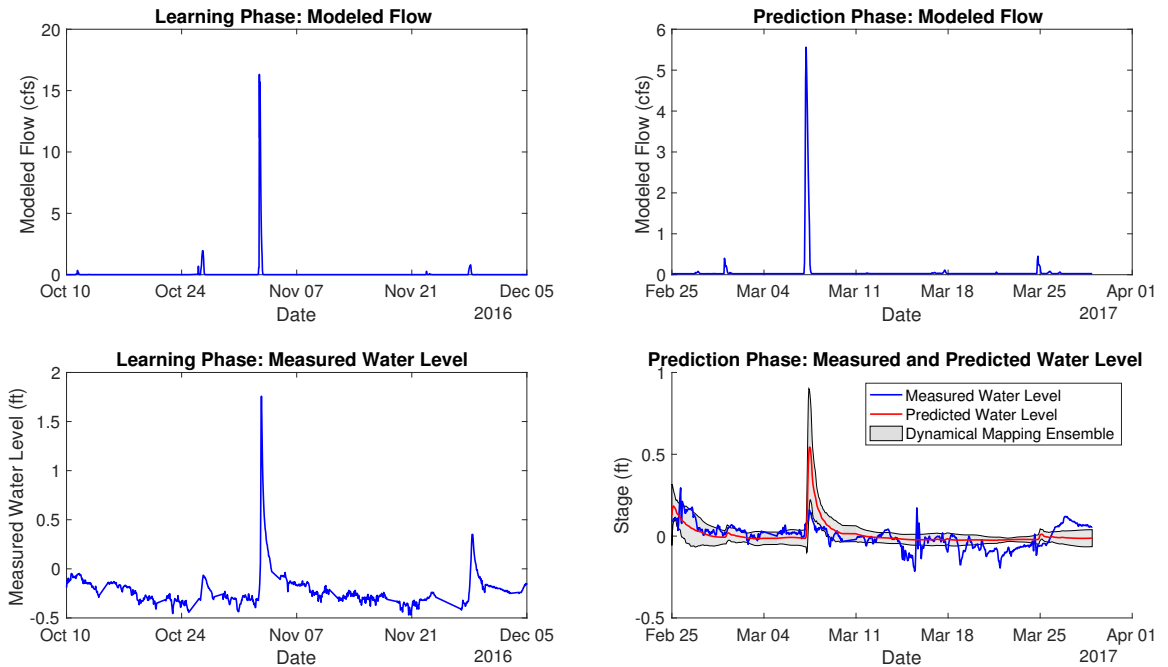 Learning Phase: Modeled Flow
Modeled Flow (cfs)
20
15
10
5
0
Oct 10 Oct 24 Nov 07 Nov 21 Dec 05
Date
2016
Prediction Phase: Modeled Flow
Modeled Flow (cfs)
6
5
4
3
2
1
0
Feb 25 Mar 04 Mar 11 Mar 18 Mar 25 Apr 01
Date
2017
Learning Phase: Measured Water Level
Measured Water Level (ft)
2
1.5
1
0.5
0
-0.5
Oct 10 Oct 24 Nov 07 Nov 21 Dec 05
Date
2016
Prediction Phase: Measured and Predicted Water Level
Stage (ft)
1
0.5
0
-0.5
Measured Water Level
Predicted Water Level
Dynamical Mapping Ensemble
Feb 25 Mar 04 Mar 11 Mar 18 Mar 25 Apr 01
Date
2017